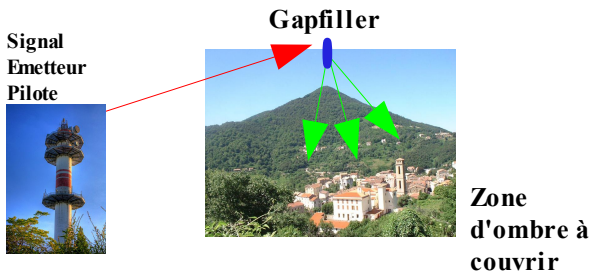 Gapfiller
Signal
Emetteur
Pilote
Zone
d'ombre à
couvrir